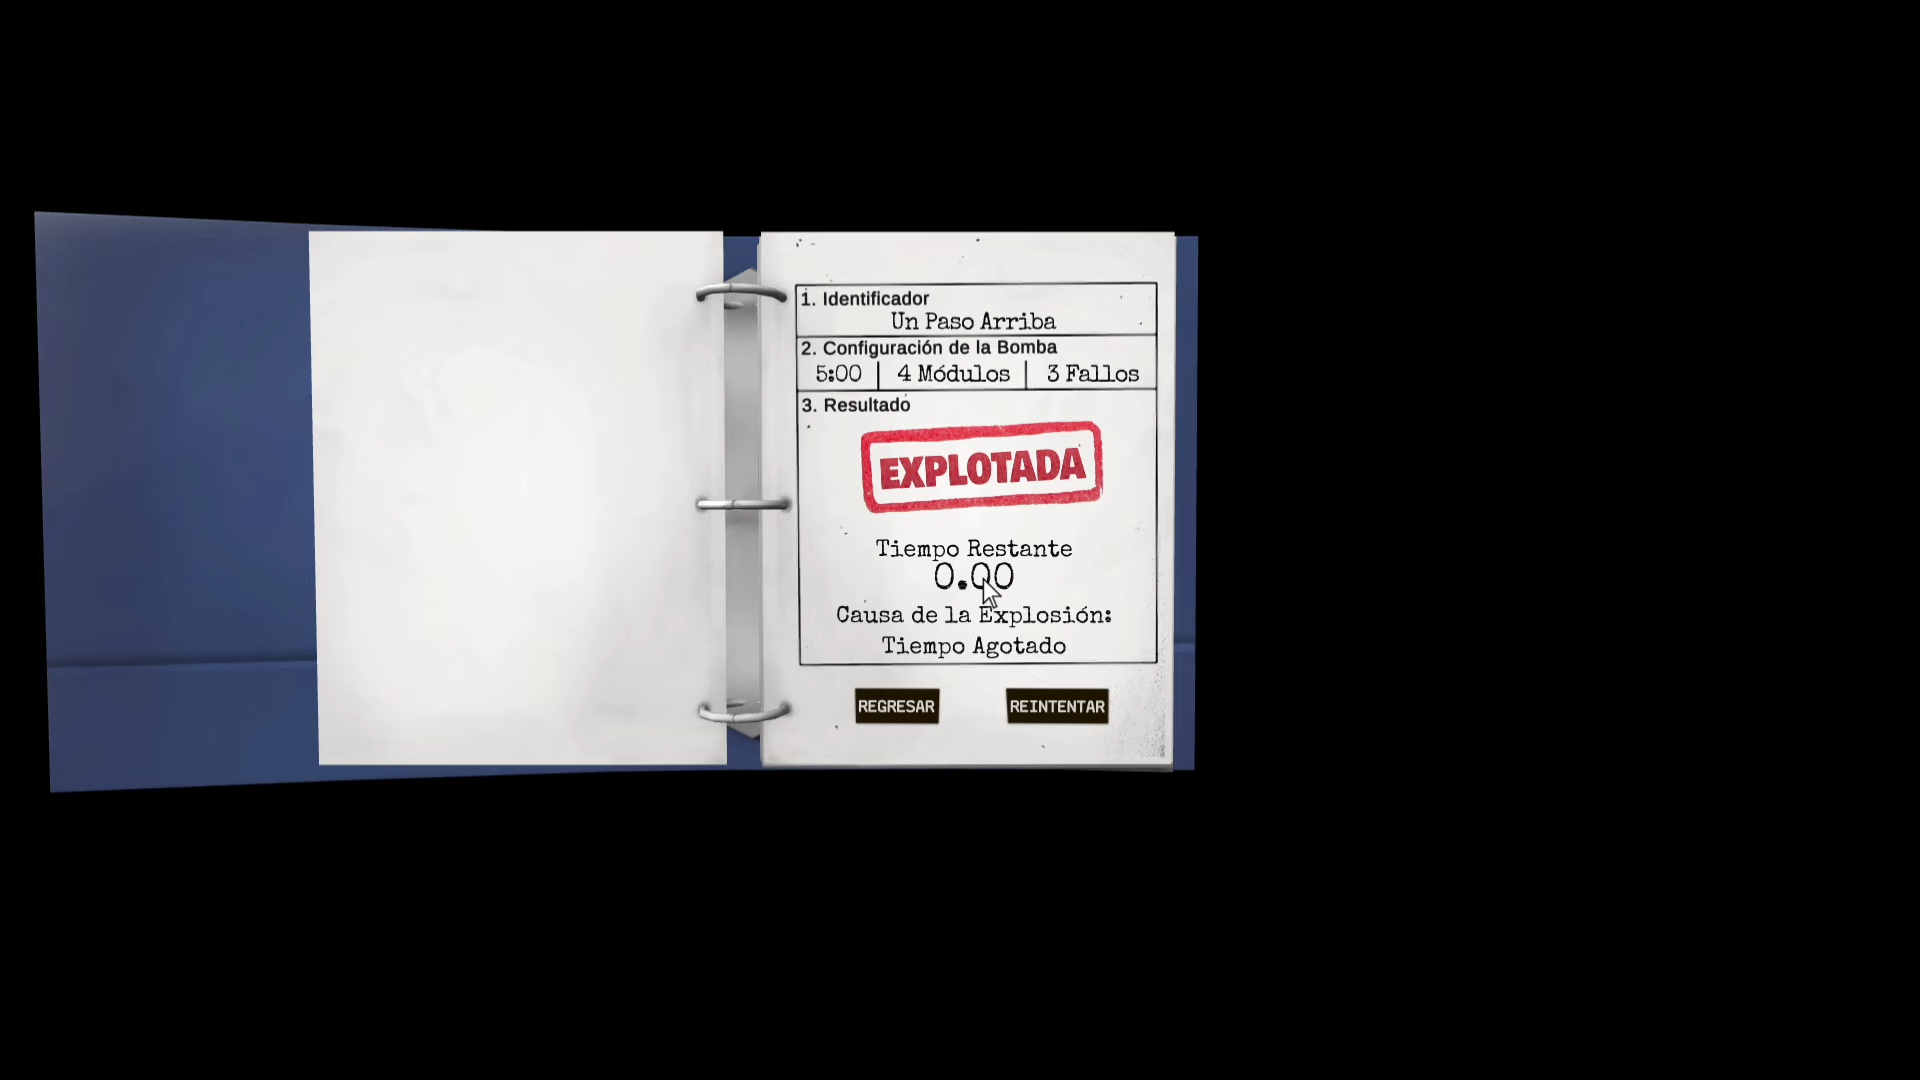 1. Identificador
Un Paso Arriba
2. Configuración de la Bomba
5:00 | 4 Módulos | 3 Fallos
3. Resultado
EXPLOTADA
Tiempo Restante
0.00
Causa de la Explosión:
Tiempo Agotado
REGRESAR REINTENTAR